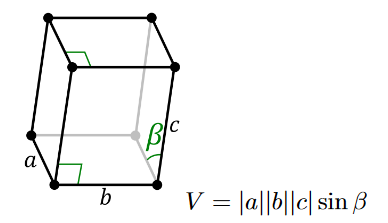 β
c
a
b
V = |a||b||c| sin β